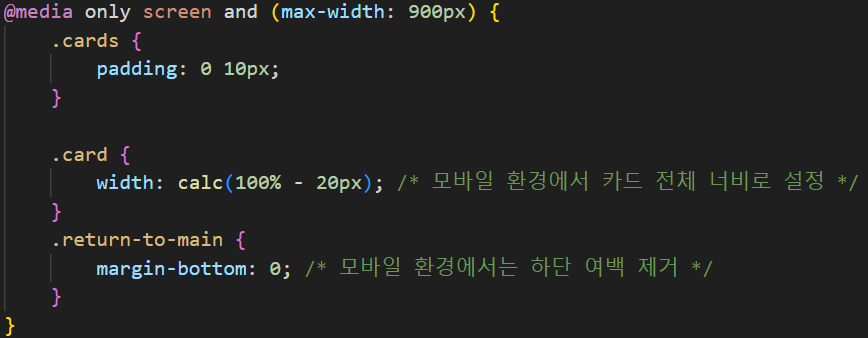 @media only screen and (max-width: 900px) {
    .cards {
        padding: 0 10px;
    }

    .card {
        width: calc(100% - 20px); /* 모바일 환경에서 카드 전체 너비로 설정 */
    }
    .return-to-main {
        margin-bottom: 0; /* 모바일 환경에서는 하단 여백 제거 */
    }
}